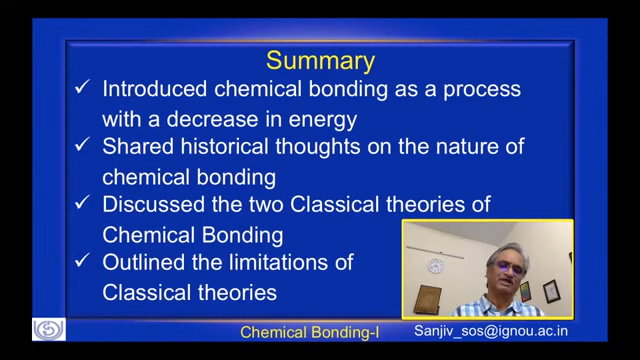 Summary
✓ Introduced chemical bonding as a process
with a decrease in energy
✓ Shared historical thoughts on the nature of
chemical bonding
✓ Discussed the two Classical theories of
Chemical Bonding
✓ Outlined the limitations of
Classical theories
Chemical Bonding-I
Sanjiv_sos@ignou.ac.in